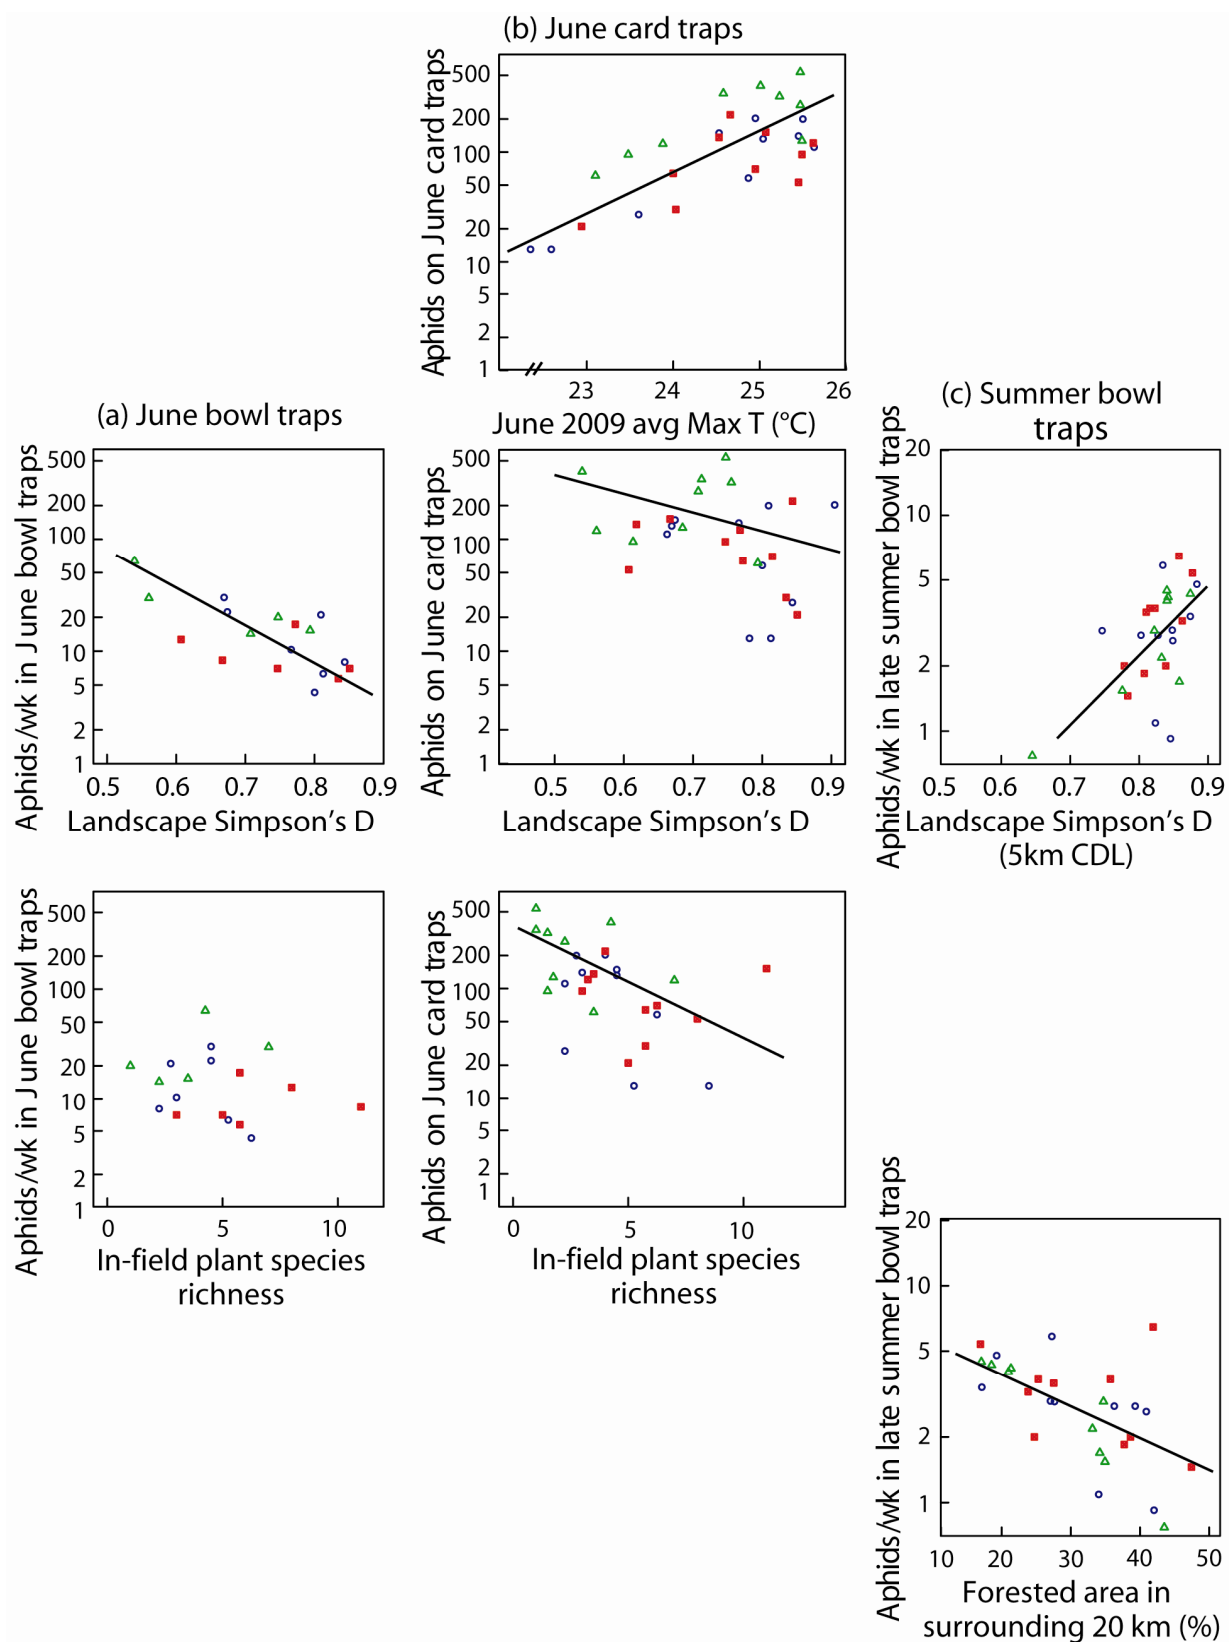 (b) June card traps
Aphids on June card traps
500
200
100
50
20
10
5
2
1
23 24 25 26
June 2009 avg Max T (°C)
(a) June bowl traps
Aphids/wk in June bowl traps
500
200
100
50
20
10
5
2
1
0.5 0.6 0.7 0.8 0.9
Landscape Simpson's D
Aphids on June card traps
500
200
100
50
20
10
5
2
1
0.5 0.6 0.7 0.8 0.9
Landscape Simpson's D
(c) Summer bowl
traps
Aphids/wk in late summer bowl traps
20
10
5
2
1
0.5 0.6 0.7 0.8 0.9
Landscape Simpson's D
(5km CDL)
Aphids/wk in June bowl traps
500
200
100
50
20
10
5
2
1
0 5 10
In-field plant species
richness
Aphids on June card traps
500
200
100
50
20
10
5
2
1
0 5 10
In-field plant species
richness
Aphids/wk in late summer bowl traps
20
10
5
2
1
10 20 30 40 50
Forested area in
surrounding 20 km (%)